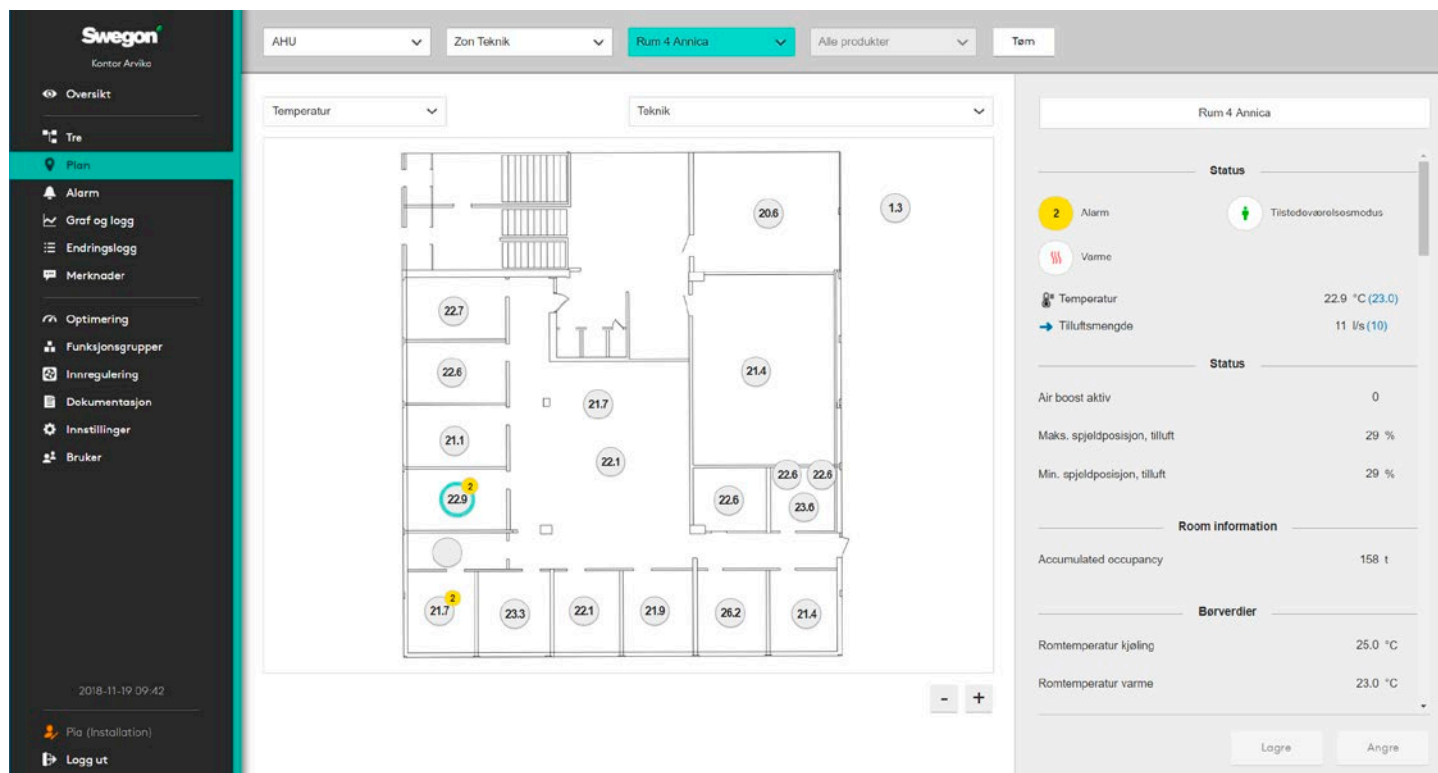 Swegon
Kontor Arvika
Oversikt
Tre
Plan
Alarm
Graf og logg
Endringslogg
Merknader
Optimering
Funksjonsgrupper
Innregulering
Dokumentasjon
Innstillinger
Bruker
2018-11-19 09:42
Pia (Installation)
Logg ut
AHU Zon Teknik Rum 4 Annica Alle produkter Tøm
Temperatur Teknik
20.6 1.3
22.7
22.6 21.4
21.7
21.1
22.1
22.6 22.6
2
22.9 22.6
23.6
2
21.7 23.3 22.1 21.9 26.2 21.4
- +
Rum 4 Annica
Status
2 Alarm Tilstedeværelsesmodus
Varme
Temperatur 22.9 °C (23.0)
Tilluftsmengde 11 l/s (10)
Status
Air boost aktiv 0
Maks. spjeldposisjon, tilluft 29 %
Min. spjeldposisjon, tilluft 29 %
Room information
Accumulated occupancy 158 t
Børverdier
Romtemperatur kjøling 25.0 °C
Romtemperatur varme 23.0 °C
Lagre Angre